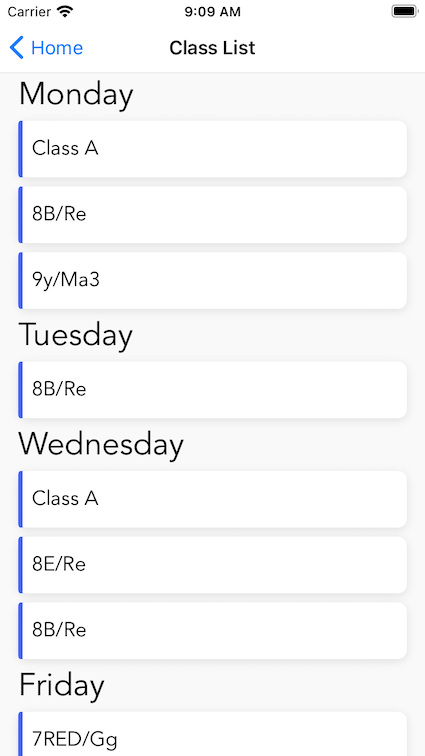 Carrier 9:09 AM
Home Class List
Monday
Class A
8B/Re
9y/Ma3
Tuesday
8B/Re
Wednesday
Class A
8E/Re
8B/Re
Friday
7RED/Gg